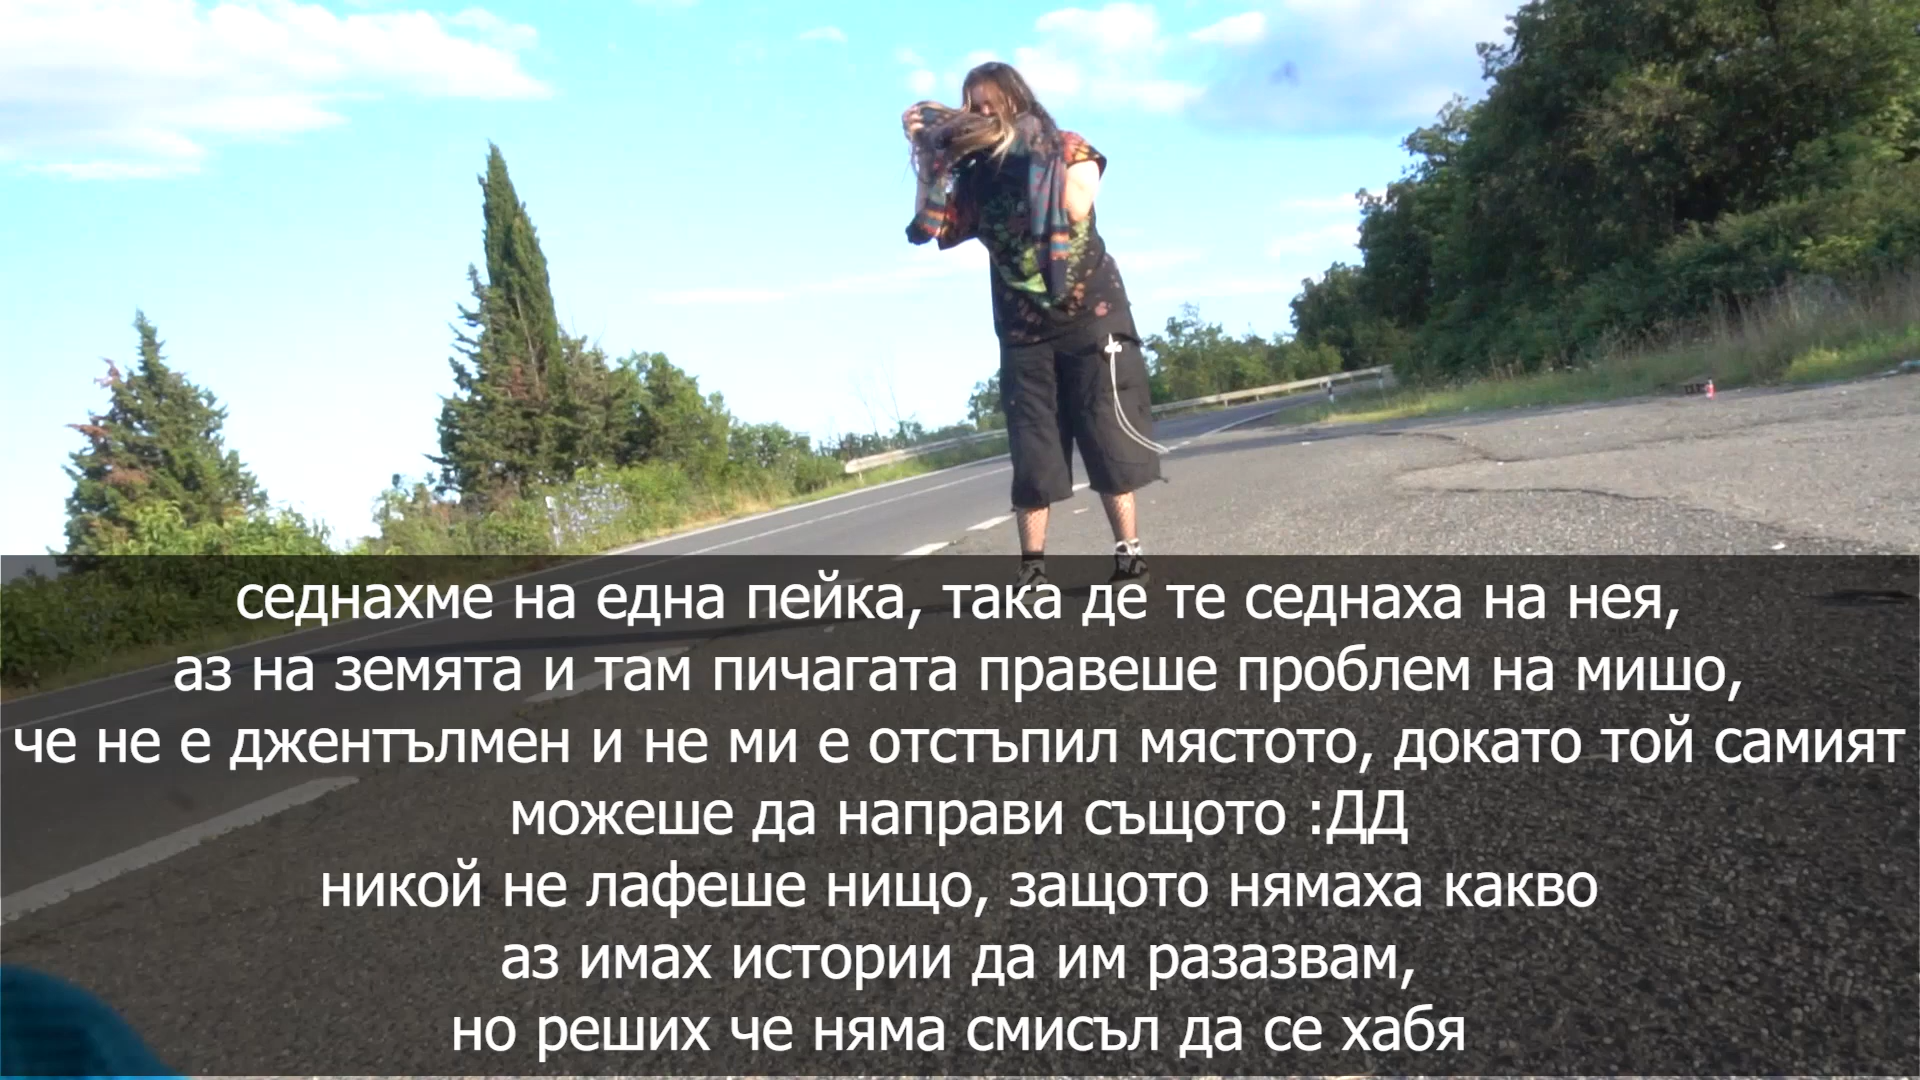 седнахме на една пейка, така де те седнаха на нея,
аз на земята и там пичагата правеше проблем на мишо,
че не е джентълмен и не ми е отстъпил мястото, докато той самият
можеше да направи същото :ДД
никой не лафеше нищо, защото нямаха какво
аз имах истории да им разазвам,
но реших че няма смисъл да се хабя